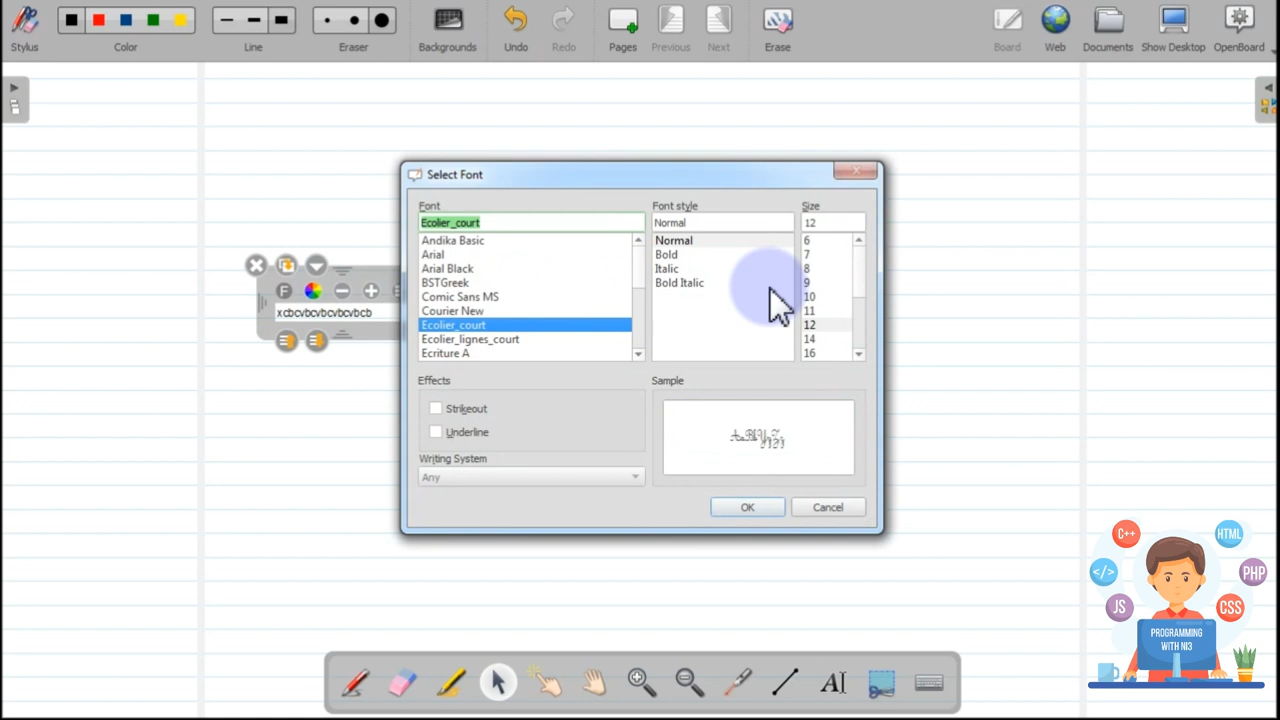 Stylus
Color
Line
Eraser
Backgrounds
Undo
Redo
Pages
Previous
Next
Erase
Board
Web
Documents
Show Desktop
OpenBoard
Select Font
Font
Font style
Size
Ecolier_court
Normal
12
Andika Basic
Arial
Arial Black
BSTGreek
Comic Sans MS
Courier New
Ecolier_court
Ecolier_lignes_court
Ecriture A
Normal
Bold
Italic
Bold Italic
6
7
8
9
10
11
12
14
16
F
xcbcvbcvbcvbcvbcb
Effects
Strikeout
Underline
Writing System
Any
Sample
OK
Cancel
C++
HTML
</>
PHP
JS
CSS
PROGRAMMING
WITH NI3